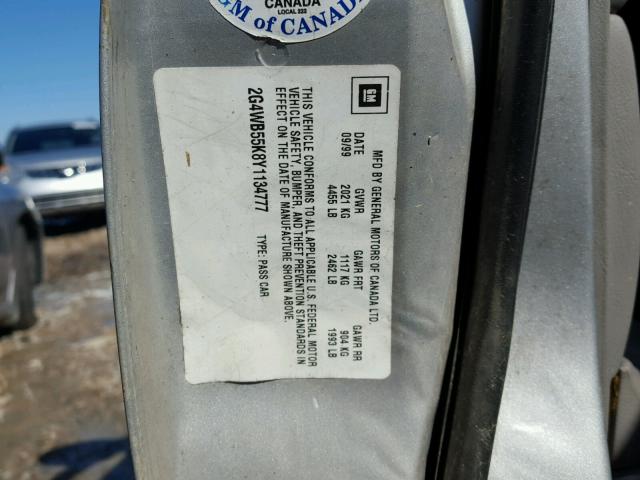 CANADA
LOCAL 222
GM of CANADA
GM
MFD BY GENERAL MOTORS OF CANADA LTD.
DATE GVWR GAWR FRT GAWR RR
09/99 2021 KG 1117 KG 904 KG
4455 LB 2462 LB 1993 LB
THIS VEHICLE CONFORMS TO ALL APPLICABLE U.S. FEDERAL MOTOR
VEHICLE SAFETY, BUMPER, AND THEFT PREVENTION STANDARDS IN
EFFECT ON THE DATE OF MANUFACTURE SHOWN ABOVE.
2G4WB55K8Y1134777 TYPE: PASS CAR